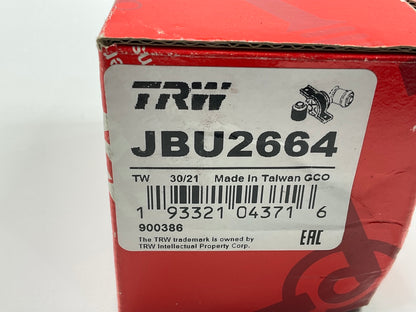 TRW
JBU2664
TW 30/21 Made in Taiwan GCO
1 93321 04371 6
900386
The TRW trademark is owned by
TRW Intellectual Property Corp.
EAC